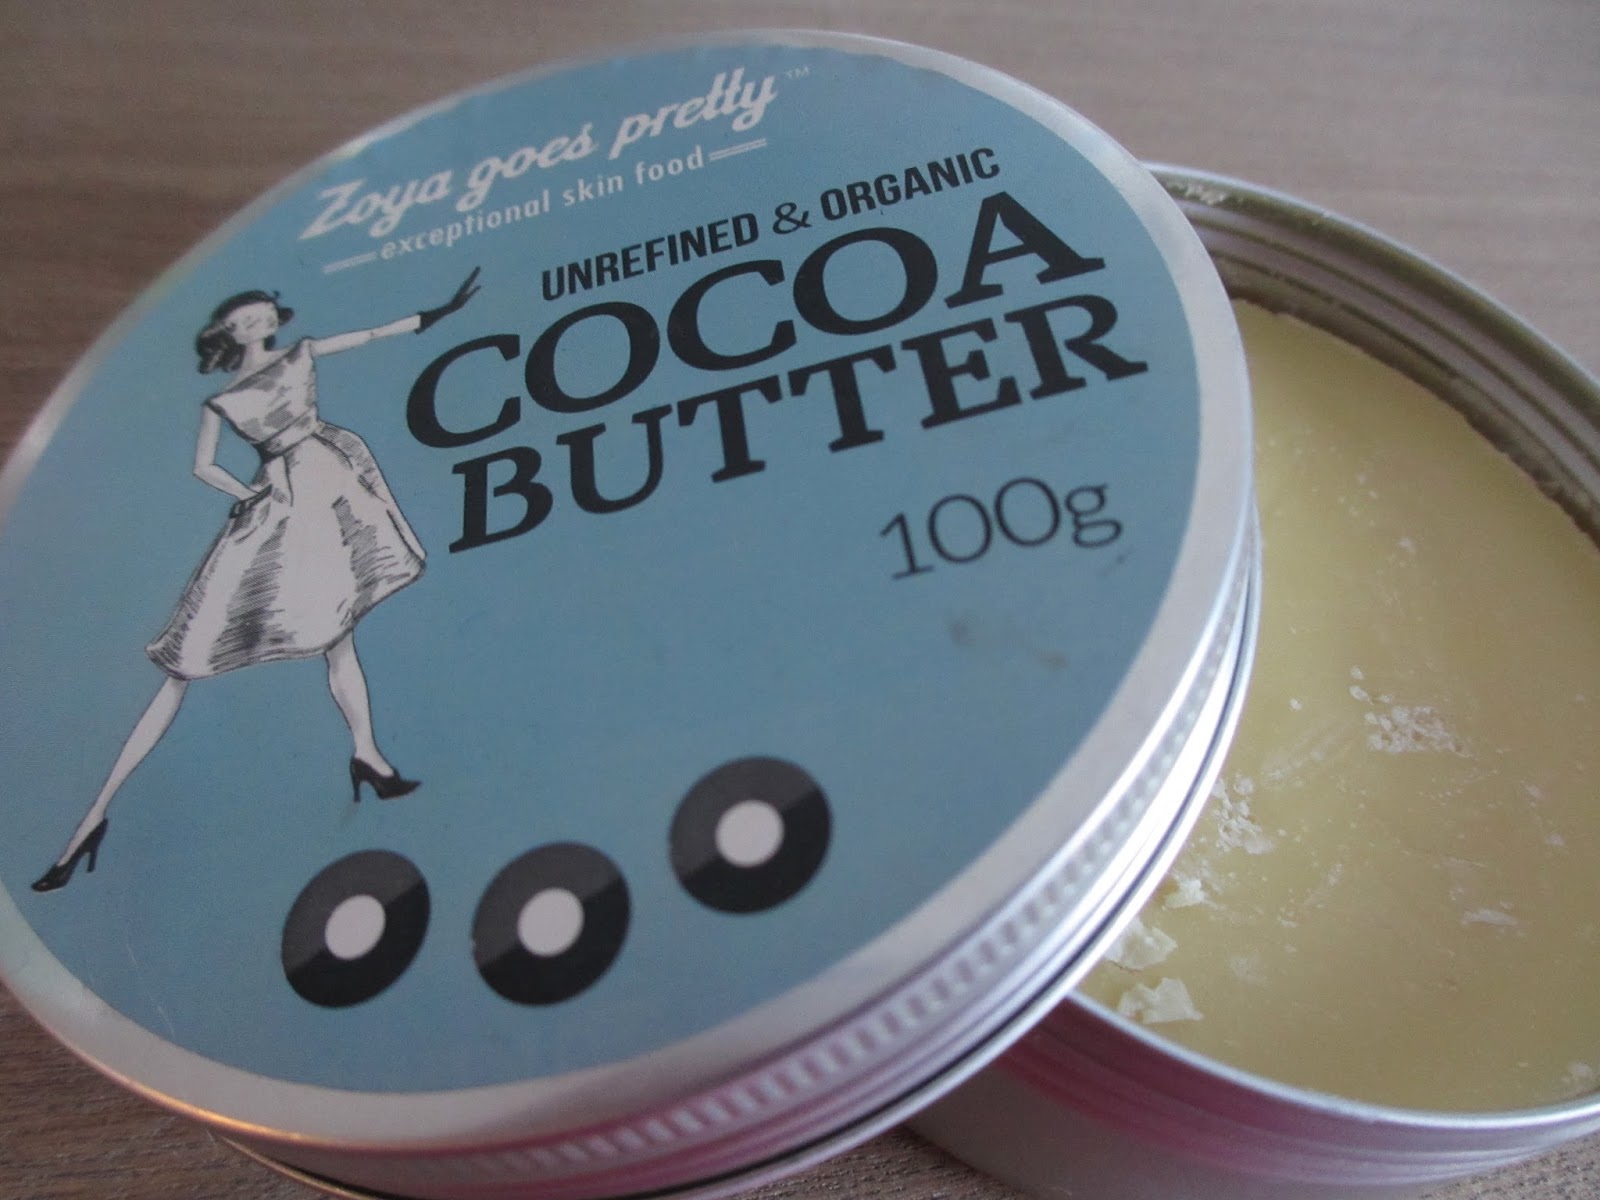 Zoya goes pretty™
exceptional skin food
UNREFINED & ORGANIC
COCOA
BUTTER
100g